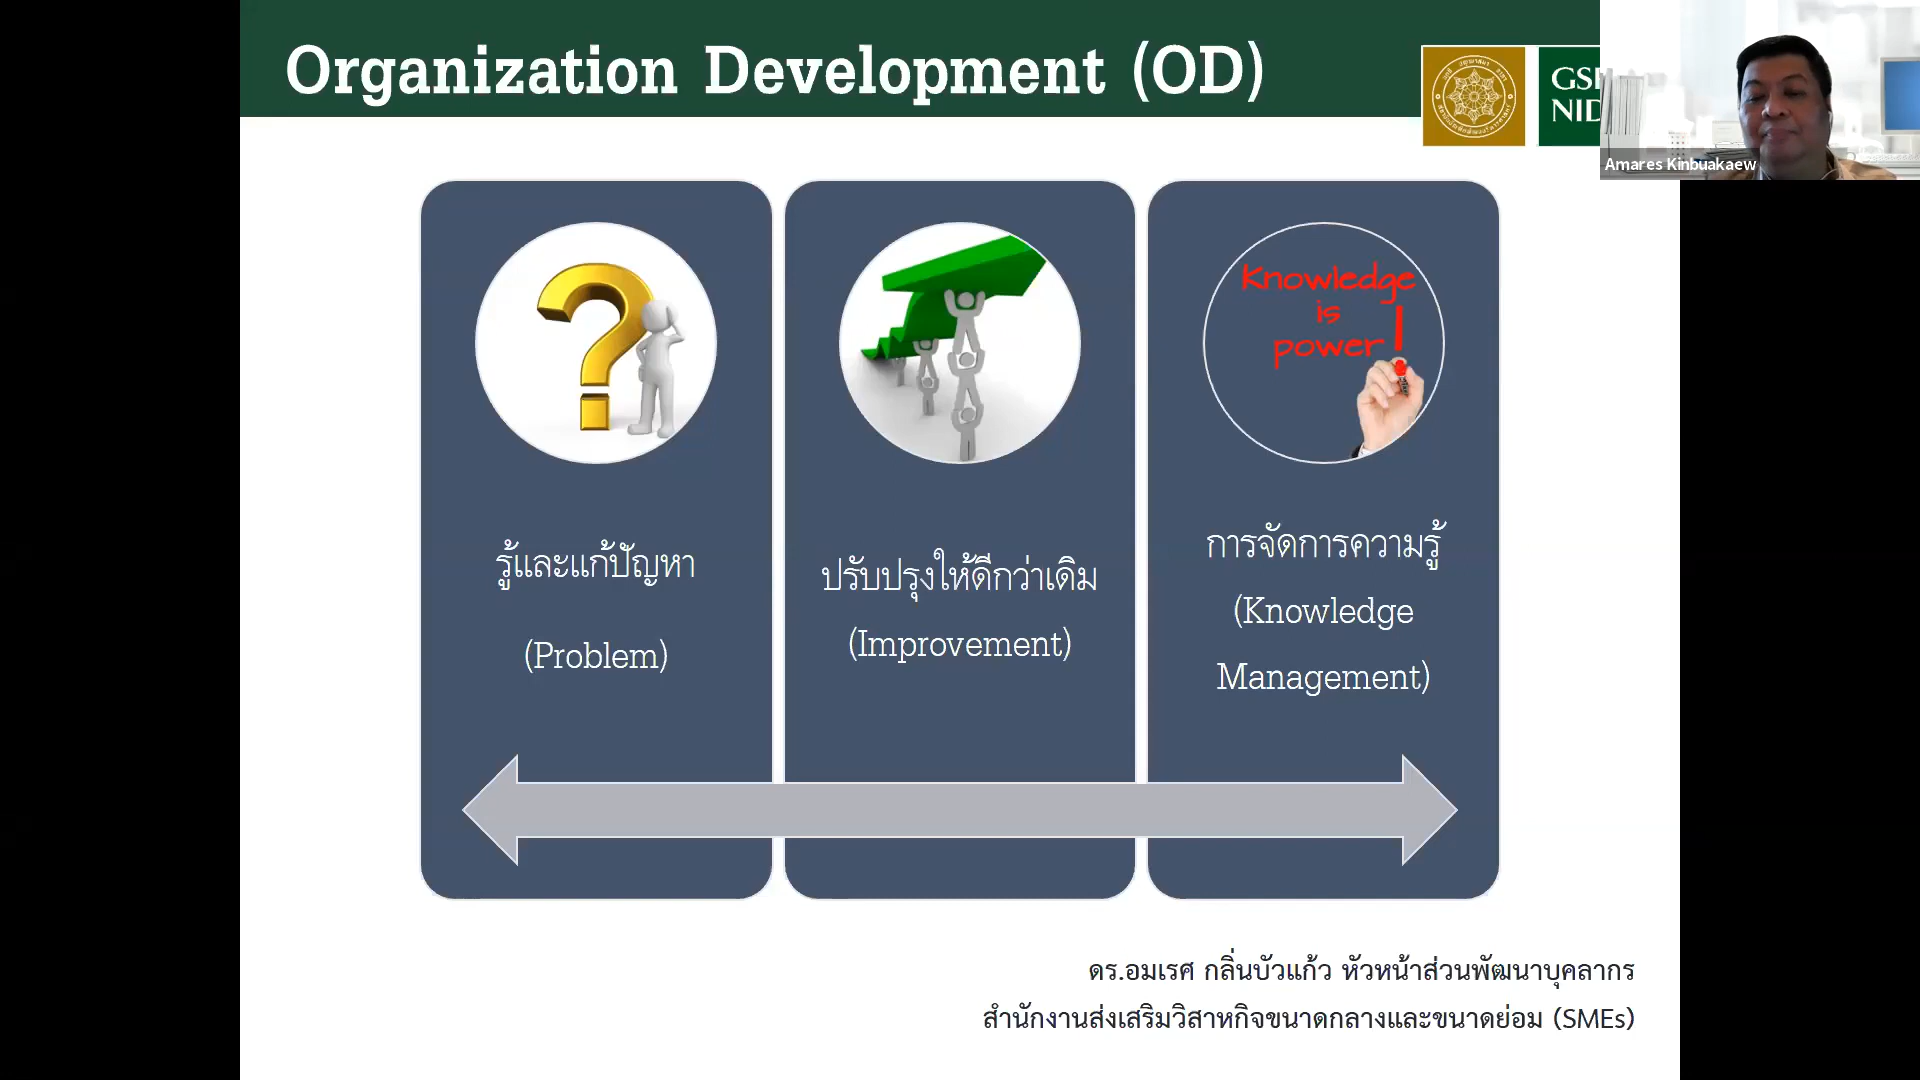 Organization Development (OD)
GS
NID
Amares Kinbuakaew
Knowledge
is
power!
รู้และแก้ปัญหา
(Problem)
ปรับปรุงให้ดีกว่าเดิม
(Improvement)
การจัดการความรู้
(Knowledge
Management)
ดร.อมเรศ กลิ่นบัวแก้ว หัวหน้าส่วนพัฒนาบุคลากร
สำนักงานส่งเสริมวิสาหกิจขนาดกลางและขนาดย่อม (SMEs)